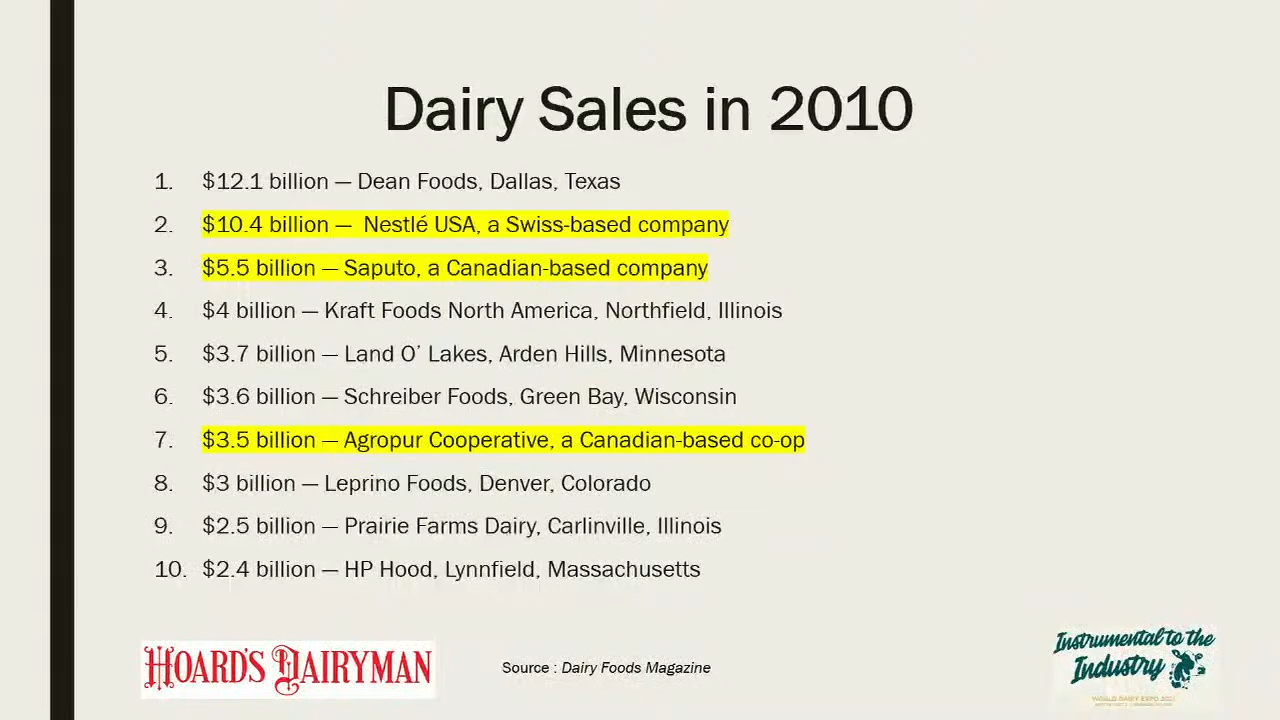 Dairy Sales in 2010
1. $12.1 billion — Dean Foods, Dallas, Texas
2. $10.4 billion —  Nestlé USA, a Swiss-based company
3. $5.5 billion — Saputo, a Canadian-based company
4. $4 billion — Kraft Foods North America, Northfield, Illinois
5. $3.7 billion — Land O’ Lakes, Arden Hills, Minnesota
6. $3.6 billion — Schreiber Foods, Green Bay, Wisconsin
7. $3.5 billion — Agropur Cooperative, a Canadian-based co-op
8. $3 billion — Leprino Foods, Denver, Colorado
9. $2.5 billion — Prairie Farms Dairy, Carlinville, Illinois
10. $2.4 billion — HP Hood, Lynnfield, Massachusetts
HOARD'S DAIRYMAN
Source : Dairy Foods Magazine
Instrumental to the
Industry
WORLD DAIRY EXPO 2021